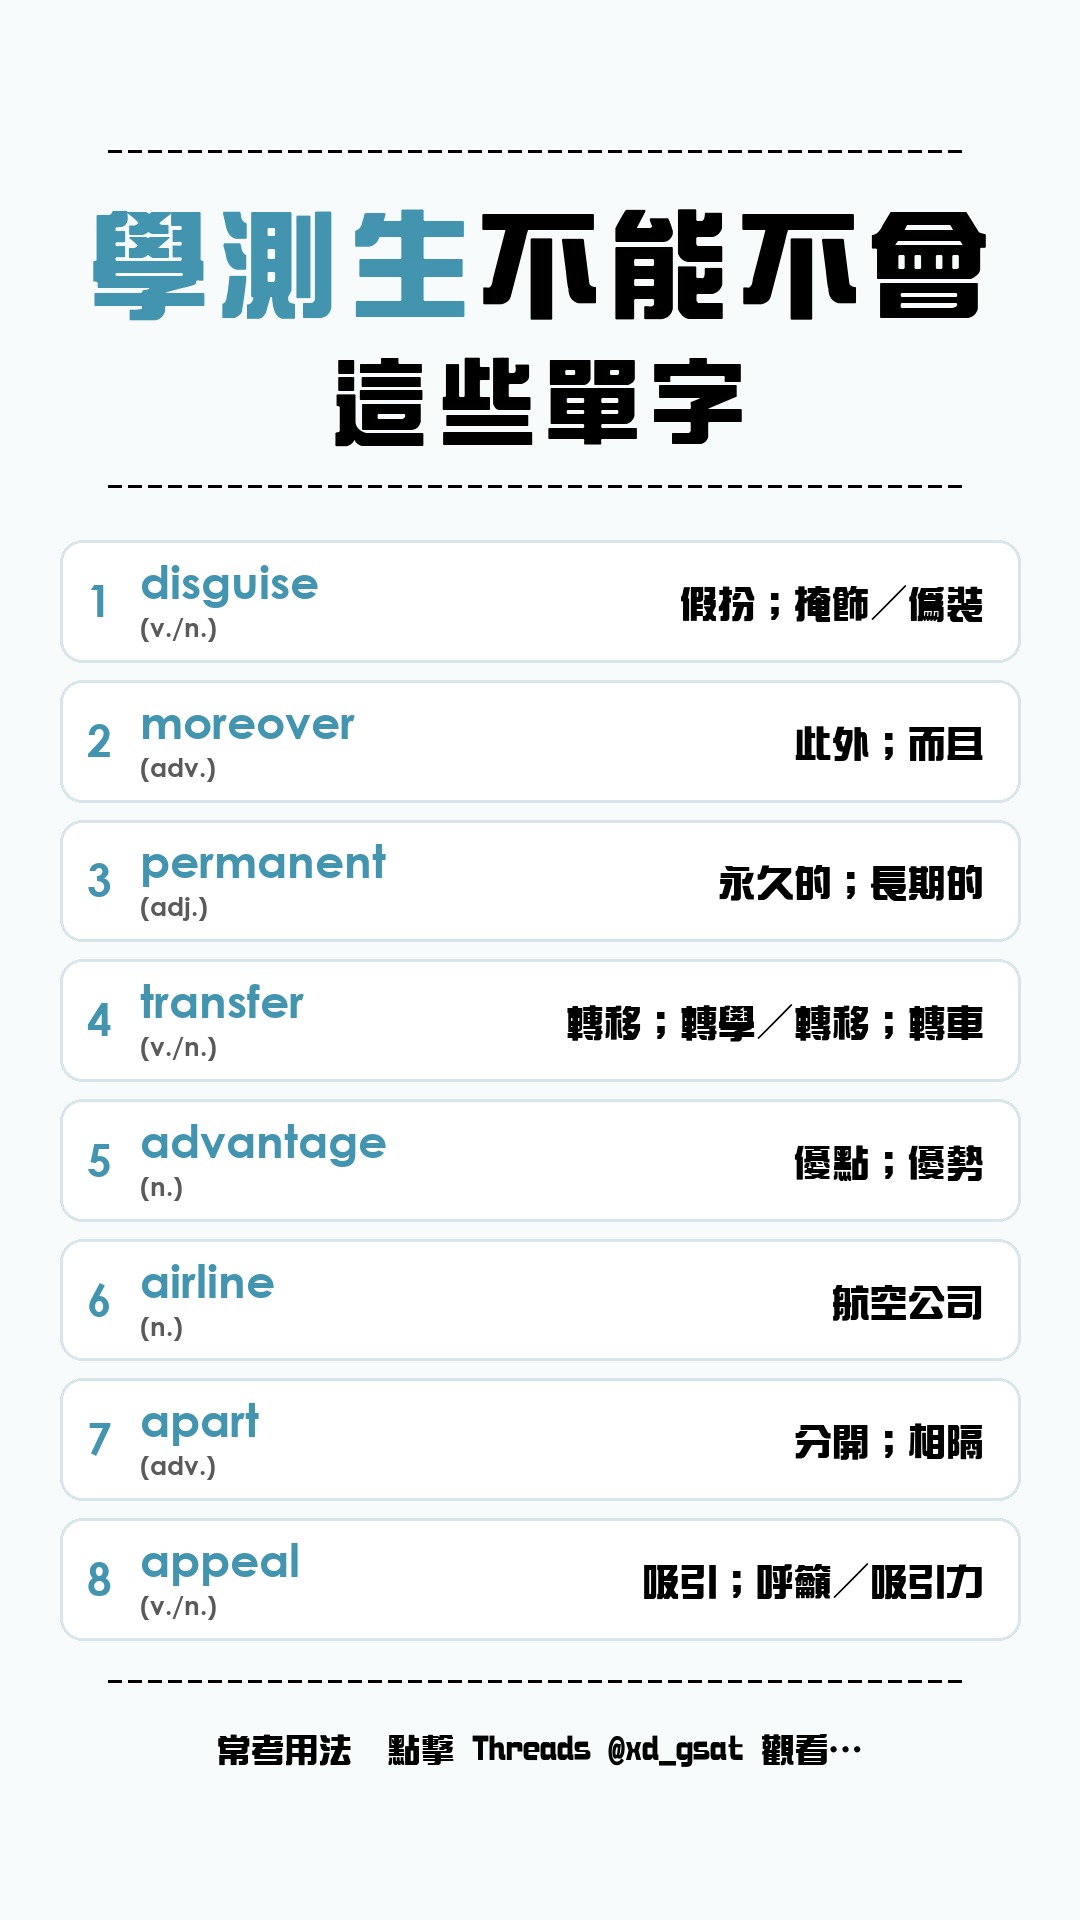 學測生不能不會
這些單字
1 disguise 假扮；掩飾／偽裝
(v./n.)
2 moreover 此外；而且
(adv.)
3 permanent 永久的；長期的
(adj.)
4 transfer 轉移；轉學／轉移；轉車
(v./n.)
5 advantage 優點；優勢
(n.)
6 airline 航空公司
(n.)
7 apart 分開；相隔
(adv.)
8 appeal 吸引；呼籲／吸引力
(v./n.)
常考用法　點擊 Threads @xd_gsat 觀看…